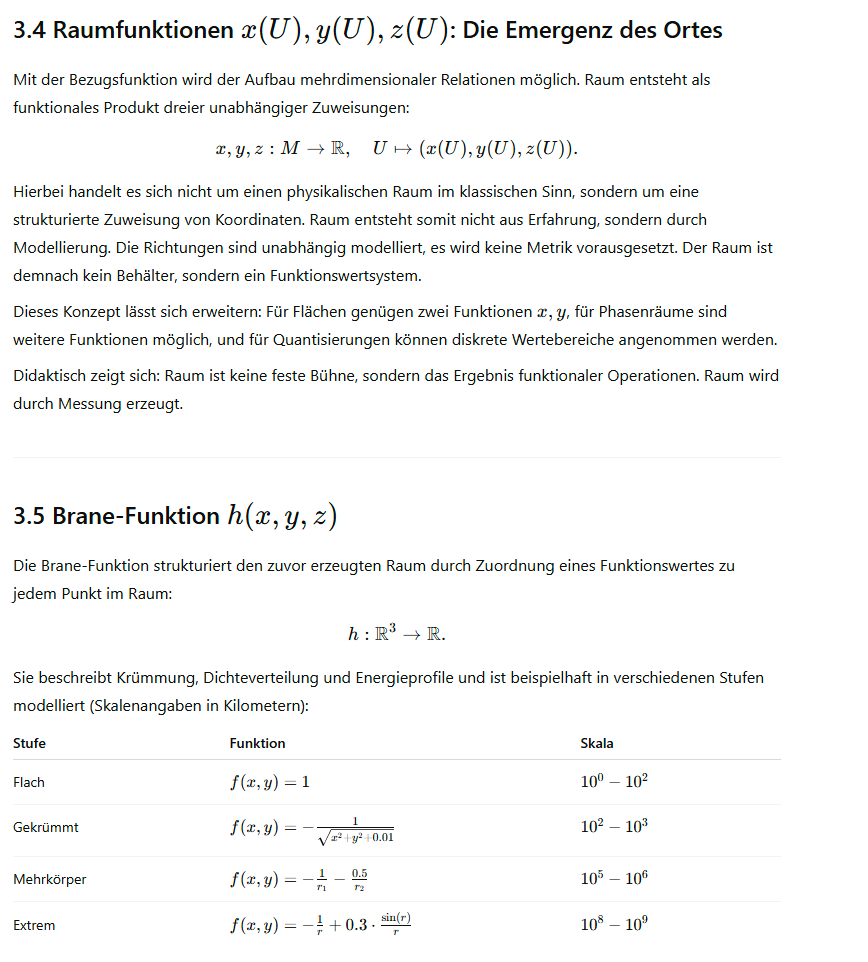 3.4 Raumfunktionen x(U), y(U), z(U): Die Emergenz des Ortes
Mit der Bezugsfunktion wird der Aufbau mehrdimensionaler Relationen möglich. Raum entsteht als
funktionales Produkt dreier unabhängiger Zuweisungen:
x, y, z : M → ℝ, U ↦ (x(U), y(U), z(U)).
Hierbei handelt es sich nicht um einen physikalischen Raum im klassischen Sinn, sondern um eine
strukturierte Zuweisung von Koordinaten. Raum entsteht somit nicht aus Erfahrung, sondern durch
Modellierung. Die Richtungen sind unabhängig modelliert, es wird keine Metrik vorausgesetzt. Der Raum ist
demnach kein Behälter, sondern ein Funktionswertsystem.
Dieses Konzept lässt sich erweitern: Für Flächen genügen zwei Funktionen x, y, für Phasenräume sind
weitere Funktionen möglich, und für Quantisierungen können diskrete Wertebereiche angenommen werden.
Didaktisch zeigt sich: Raum ist keine feste Bühne, sondern das Ergebnis funktionaler Operationen. Raum wird
durch Messung erzeugt.
3.5 Brane-Funktion h(x, y, z)
Die Brane-Funktion strukturiert den zuvor erzeugten Raum durch Zuordnung eines Funktionswertes zu
jedem Punkt im Raum:
h : ℝ³ → ℝ.
Sie beschreibt Krümmung, Dichteverteilung und Energieprofile und ist beispielhaft in verschiedenen Stufen
modelliert (Skalenangaben in Kilometern):
Stufe Funktion Skala
Flach f(x, y) = 1 10⁰ − 10²
Gekrümmt f(x, y) = −1/√(x²+y²+0.01) 10² − 10³
Mehrkörper f(x, y) = −1/r₁ − 0.5/r₂ 10⁵ − 10⁶
Extrem f(x, y) = −1/r + 0.3 · sin(r)/r 10⁸ − 10⁹